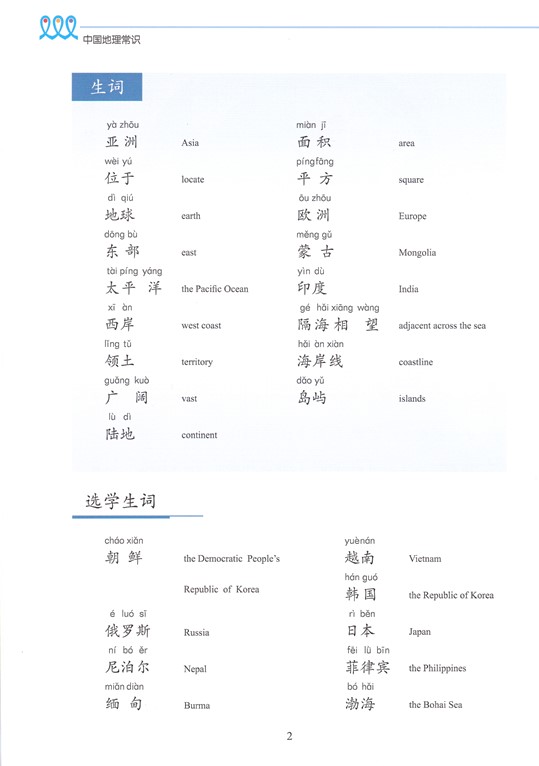 中国地理常识
生词
yà zhōu
亚洲 Asia
wèi yú
位于 locate
dì qiú
地球 earth
dōng bù
东部 east
tài píng yáng
太平洋 the Pacific Ocean
xī àn
西岸 west coast
lǐng tǔ
领土 territory
guǎng kuò
广阔 vast
lù dì
陆地 continent
miàn jī
面积 area
píngfāng
平方 square
ōu zhōu
欧洲 Europe
měng gǔ
蒙古 Mongolia
yìn dù
印度 India
gé hǎi xiāng wàng
隔海相望 adjacent across the sea
hǎi àn xiàn
海岸线 coastline
dǎo yǔ
岛屿 islands
选学生词
cháo xiǎn
朝鲜 the Democratic People's
Republic of Korea
é luó sī
俄罗斯 Russia
ní bó ěr
尼泊尔 Nepal
miǎn diàn
缅甸 Burma
yuènán
越南 Vietnam
hán guó
韩国 the Republic of Korea
rì běn
日本 Japan
fēi lǜ bīn
菲律宾 the Philippines
bó hǎi
渤海 the Bohai Sea
2